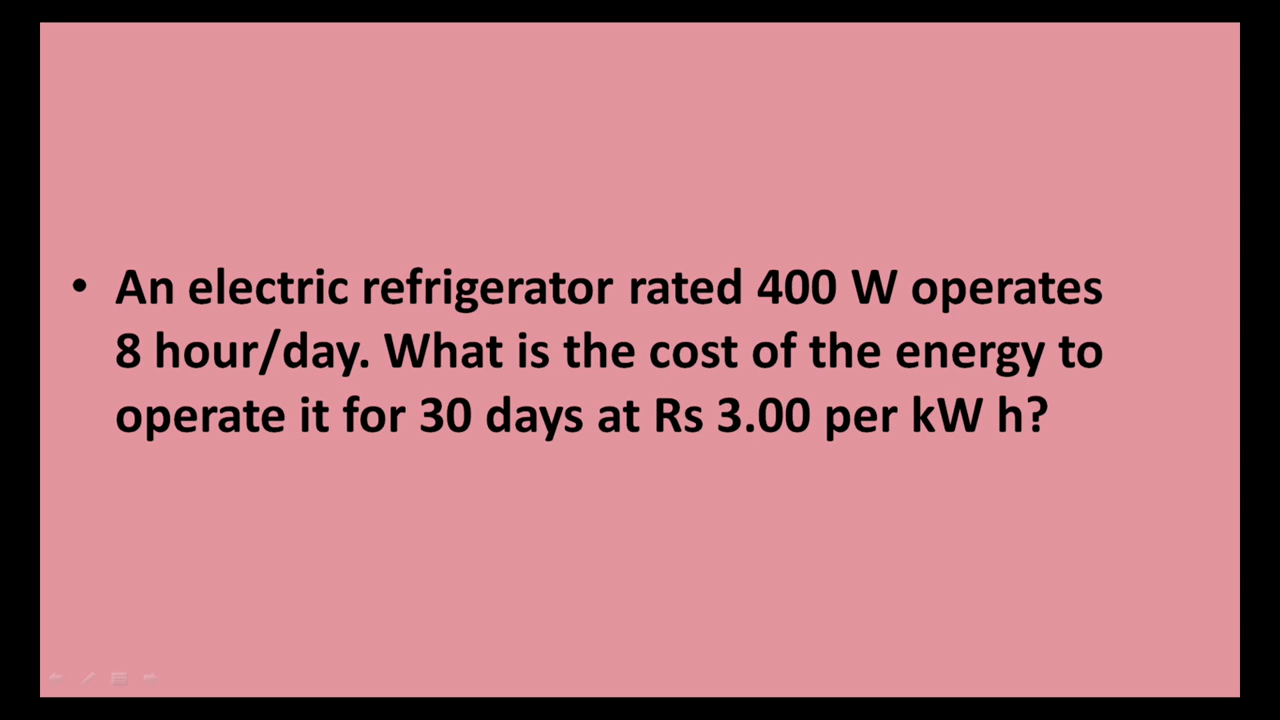 • An electric refrigerator rated 400 W operates
8 hour/day. What is the cost of the energy to
operate it for 30 days at Rs 3.00 per kW h?